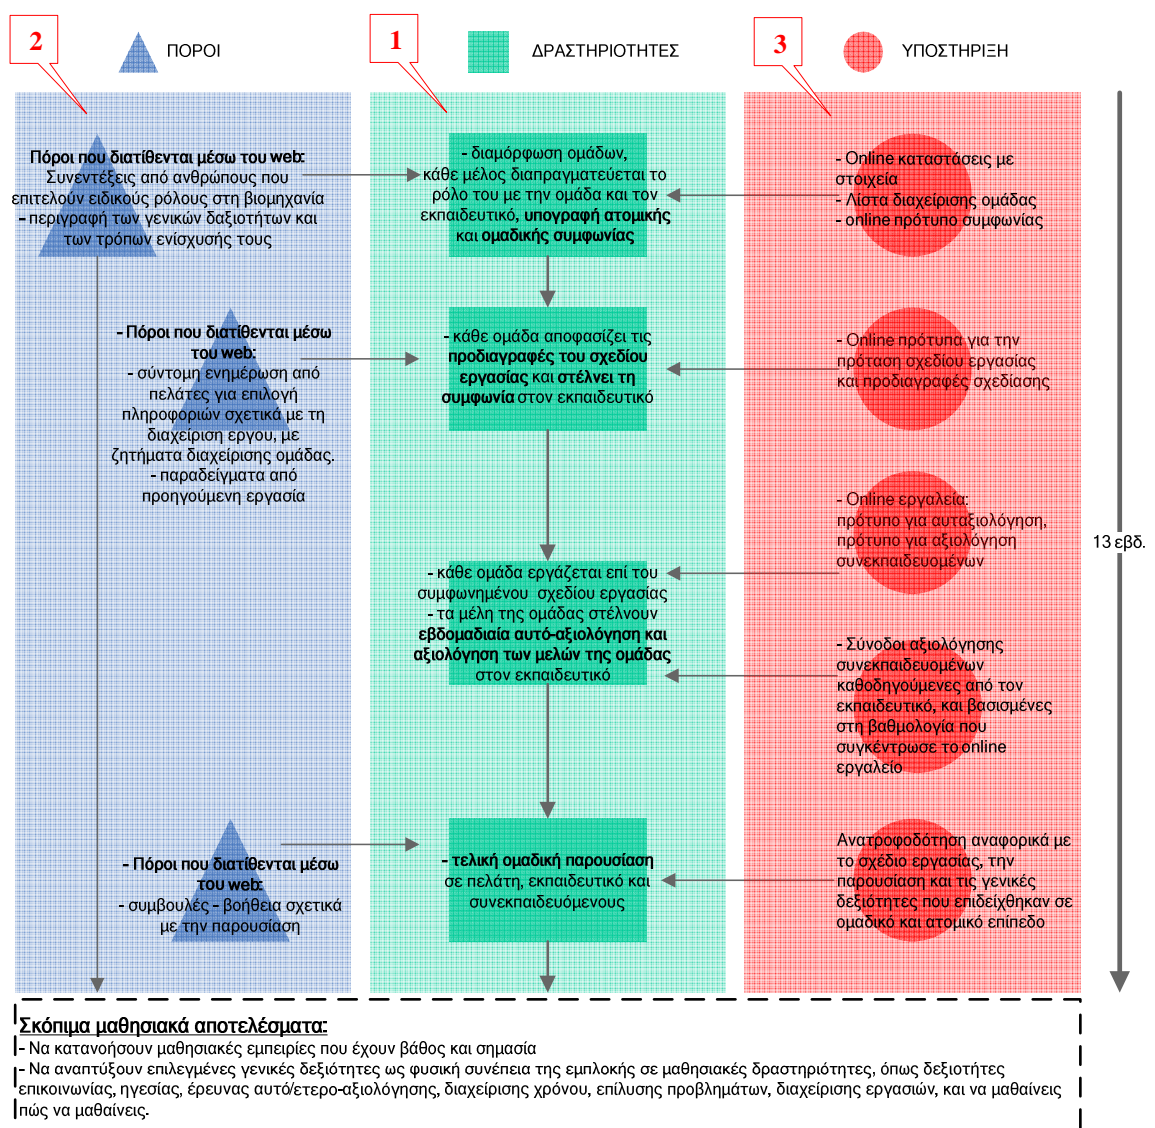 2
ΠΟΡΟΙ
1
ΔΡΑΣΤΗΡΙΟΤΗΤΕΣ
3
ΥΠΟΣΤΗΡΙΞΗ
Πόροι που διατίθενται μέσω του web:
Συνεντέξεις από ανθρώπους που
επιτελούν ειδικούς ρόλους στη βιομηχανία
- περιγραφή των γενικών δαξιοτήτων και
των τρόπων ενίσχυσής τους
- Πόροι που διατίθενται μέσω
του web:
- σύντομη ενημέρωση από
πελάτες για επιλογή
πληροφοριών σχετικά με τη
διαχείριση εργου, με
ζητήματα διαχείρισης ομάδας.
- παραδείγματα από
προηγούμενη εργασία
- Πόροι που διατίθενται μέσω
του web:
- συμβουλές - βοήθεια σχετικά
με την παρουσίαση
- διαμόρφωση ομάδων,
κάθε μέλος διαπραγματεύεται το
ρόλο του με την ομάδα και τον
εκπαιδευτικό, υπογραφή ατομικής
και ομαδικής συμφωνίας
- κάθε ομάδα αποφασίζει τις
προδιαγραφές του σχεδίου
εργασίας και στέλνει τη
συμφωνία στον εκπαιδευτικό
- κάθε ομάδα εργάζεται επί του
συμφωνημένου σχεδίου εργασίας
- τα μέλη της ομάδας στέλνουν
εβδομαδιαία αυτό-αξιολόγηση και
αξιολόγηση των μελών της ομάδας
στον εκπαιδευτικό
- τελική ομαδική παρουσίαση
σε πελάτη, εκπαιδευτικό και
συνεκπαιδευόμενους
- Online καταστάσεις με
στοιχεία
- Λίστα διαχείρισης ομάδας
- online πρότυπο συμφωνίας
- Online πρότυπα για την
πρόταση σχεδίου εργασίας
και προδιαγραφές σχεδίασης
- Online εργαλεία:
πρότυπο για αυταξιολόγηση,
πρότυπο για αξιολόγηση
συνεκπαιδευομένων
- Σύνοδοι αξιολόγησης
συνεκπαιδευομένων
καθοδηγούμενες από τον
εκπαιδευτικό, και βασισμένες
στη βαθμολογία που
συγκέντρωσε το online
εργαλείο
Ανατροφοδότηση αναφορικά με
το σχέδιο εργασίας, την
παρουσίαση και τις γενικές
δεξιότητες που επιδείχθηκαν σε
ομαδικό και ατομικό επίπεδο
13 εβδ.
Σκόπιμα μαθησιακά αποτελέσματα:
- Να κατανοήσουν μαθησιακές εμπειρίες που έχουν βάθος και σημασία
- Να αναπτύξουν επιλεγμένες γενικές δεξιότητες ως φυσική συνέπεια της εμπλοκής σε μαθησιακές δραστηριότητες, όπως δεξιοτήτες
επικοινωνίας, ηγεσίας, έρευνας αυτό/ετερο-αξιολόγησης, διαχείρισης χρόνου, επίλυσης προβλημάτων, διαχείρισης εργασιών, και να μαθαίνεις
πώς να μαθαίνεις.